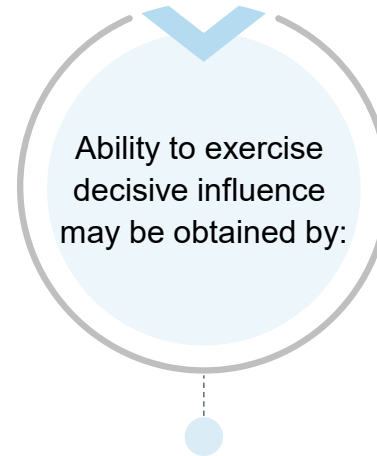 Ability to exercise
decisive influence
may be obtained by: